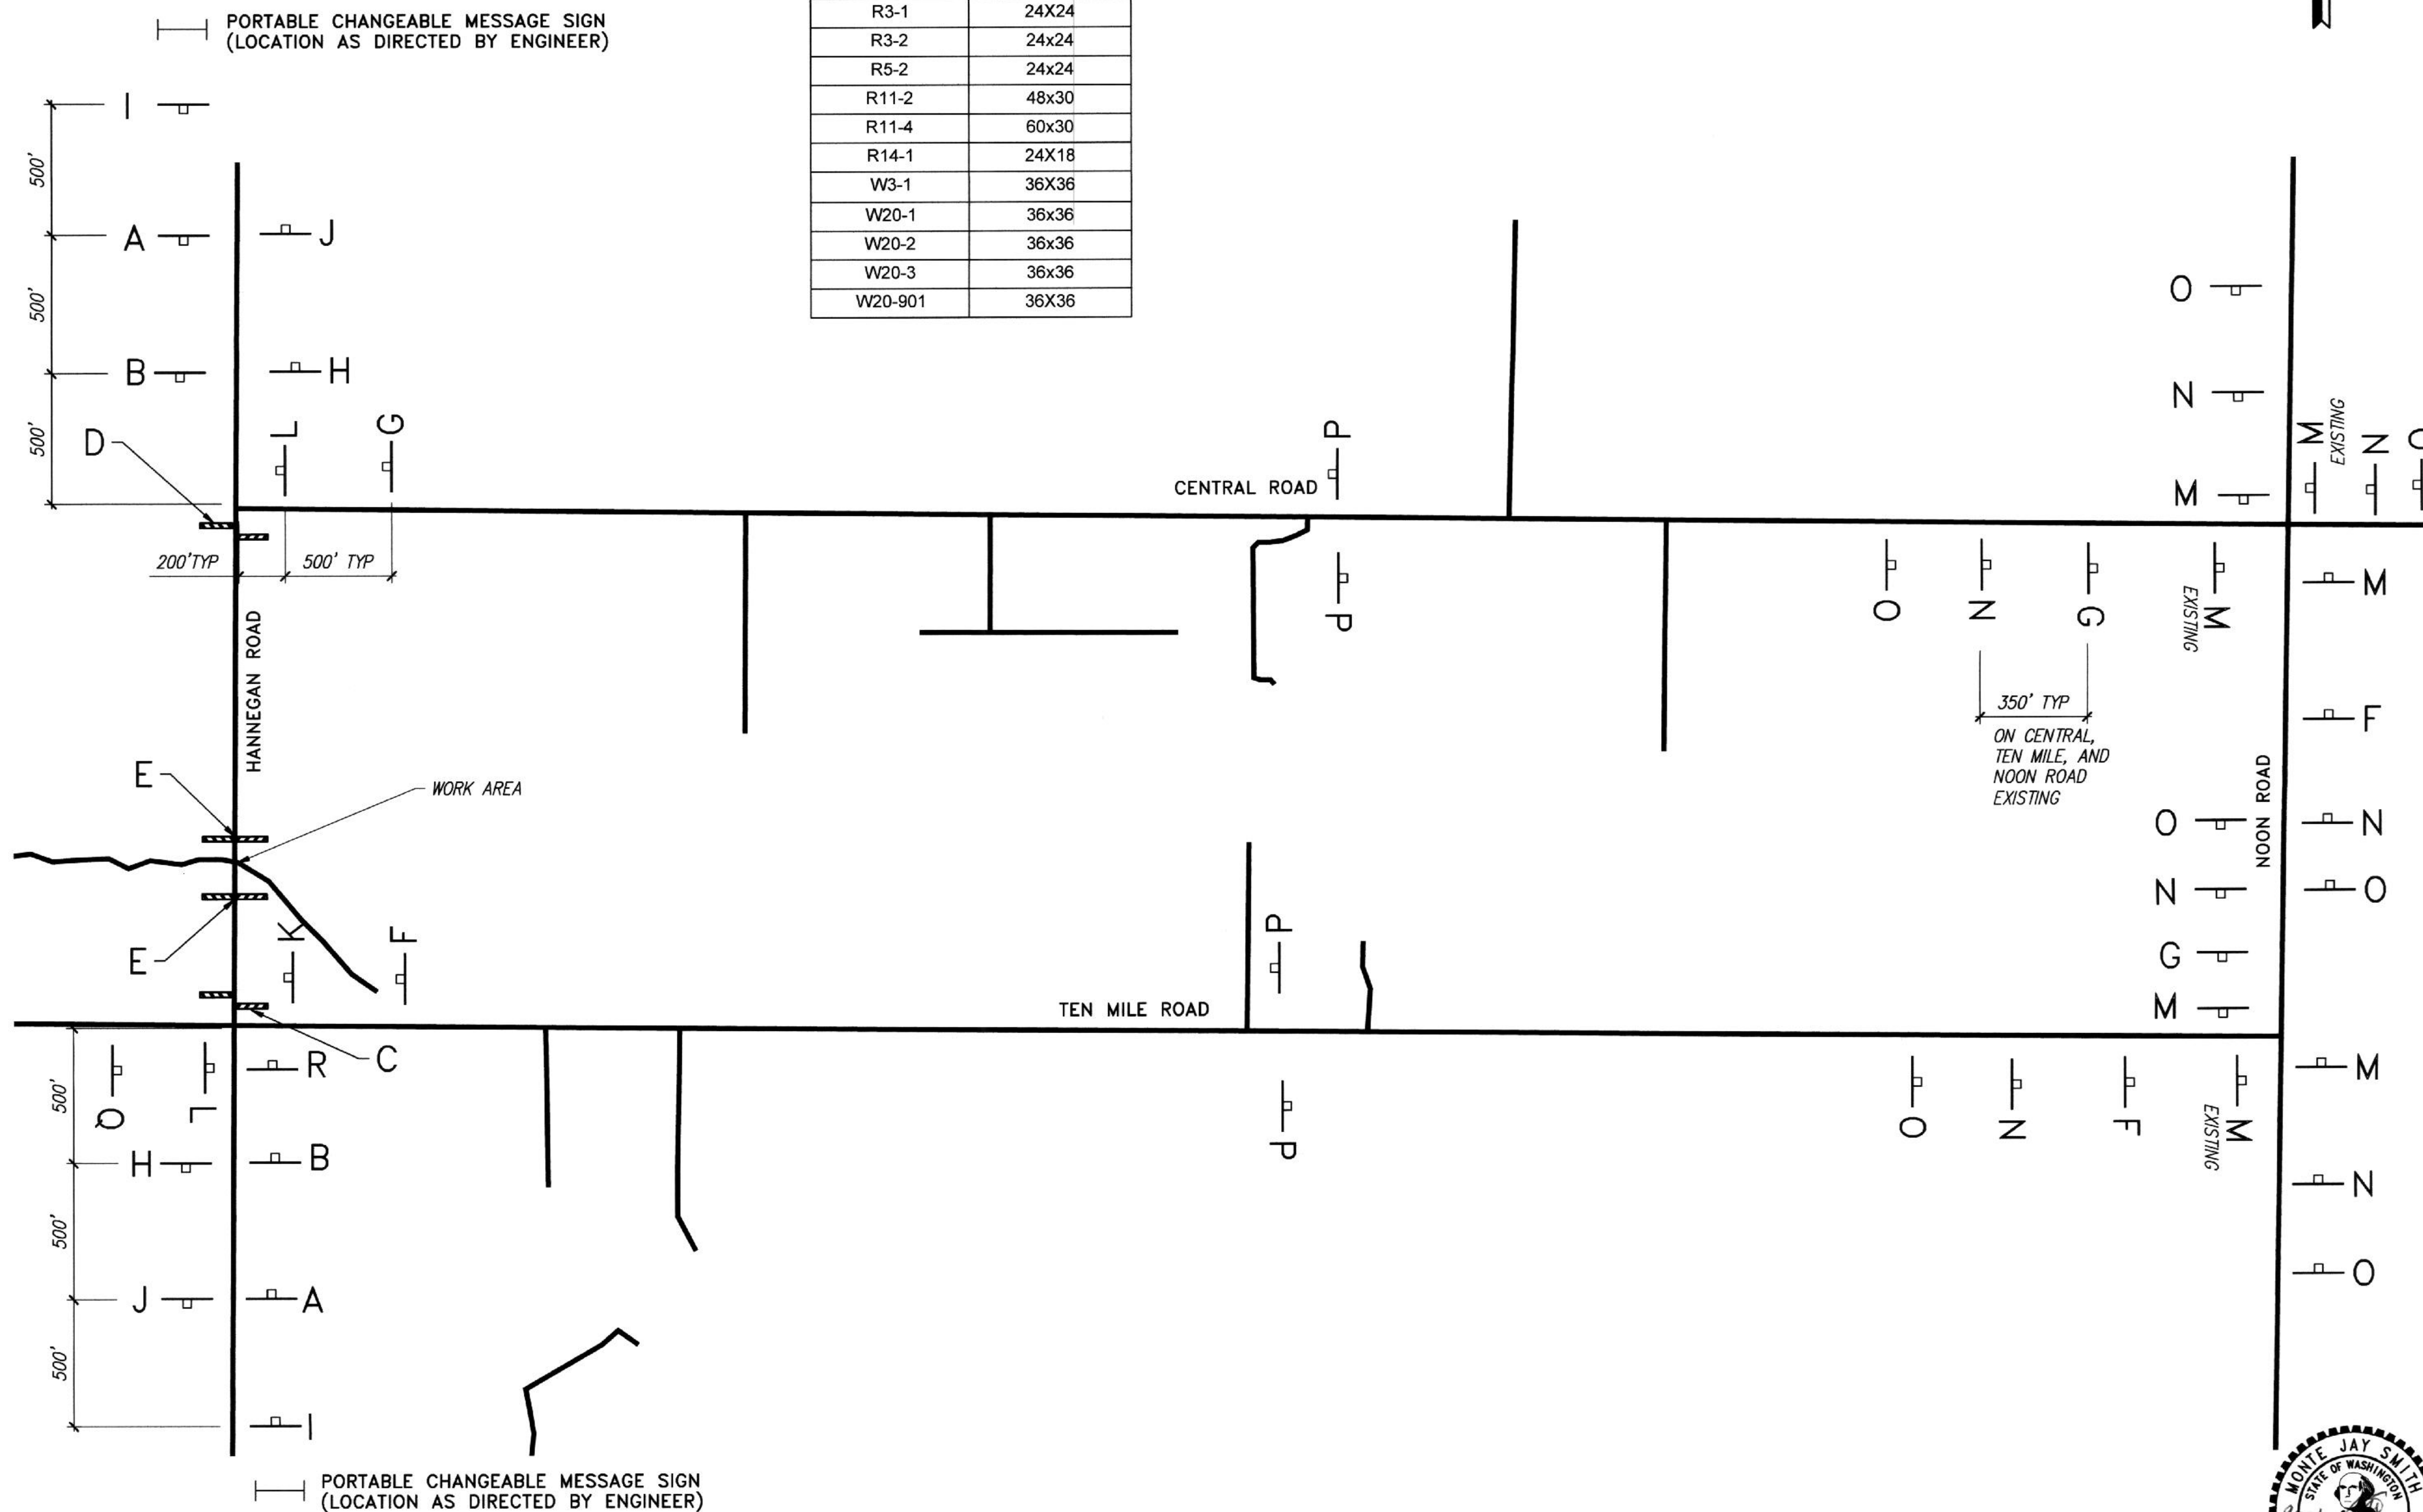 PORTABLE CHANGEABLE MESSAGE SIGN
(LOCATION AS DIRECTED BY ENGINEER)
R3-1 24X24
R3-2 24x24
R5-2 24x24
R11-2 48x30
R11-4 60x30
R14-1 24X18
W3-1 36X36
W20-1 36x36
W20-2 36x36
W20-3 36x36
W20-901 36X36
I
500'
A
J
500'
B
H
500'
D
L
G
P
CENTRAL ROAD
O
N
M
M
EXISTING
N
O
200'TYP
500' TYP
HANNEGAN ROAD
P
O
N
G
M
EXISTING
M
350' TYP
ON CENTRAL,
TEN MILE, AND
NOON ROAD
EXISTING
F
NOON ROAD
E
WORK AREA
O
N
N
O
G
M
E
K
F
P
TEN MILE ROAD
C
Q
L
R
500'
H
B
500'
J
A
500'
I
P
O
N
F
M
EXISTING
M
N
O
PORTABLE CHANGEABLE MESSAGE SIGN
(LOCATION AS DIRECTED BY ENGINEER)
MONTE JAY SMITH
STATE OF WASHINGTON